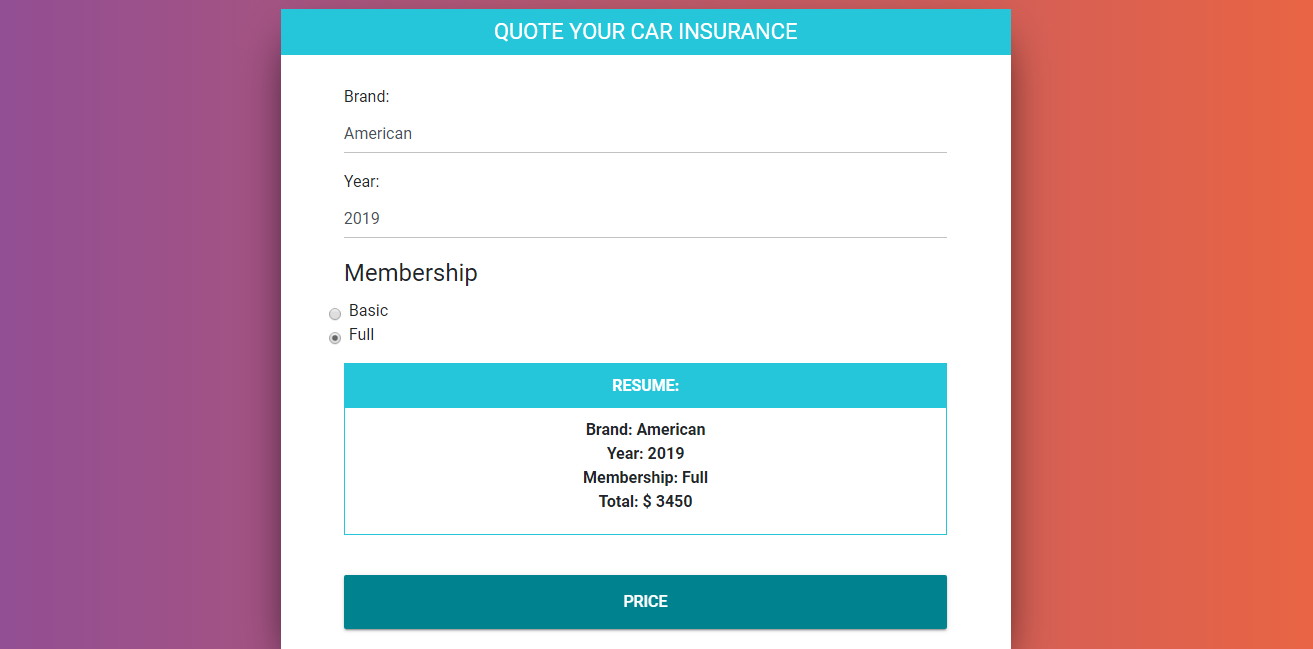 QUOTE YOUR CAR INSURANCE
Brand:
American
Year:
2019
Membership
Basic
Full
RESUME:
Brand: American
Year: 2019
Membership: Full
Total: $ 3450
PRICE